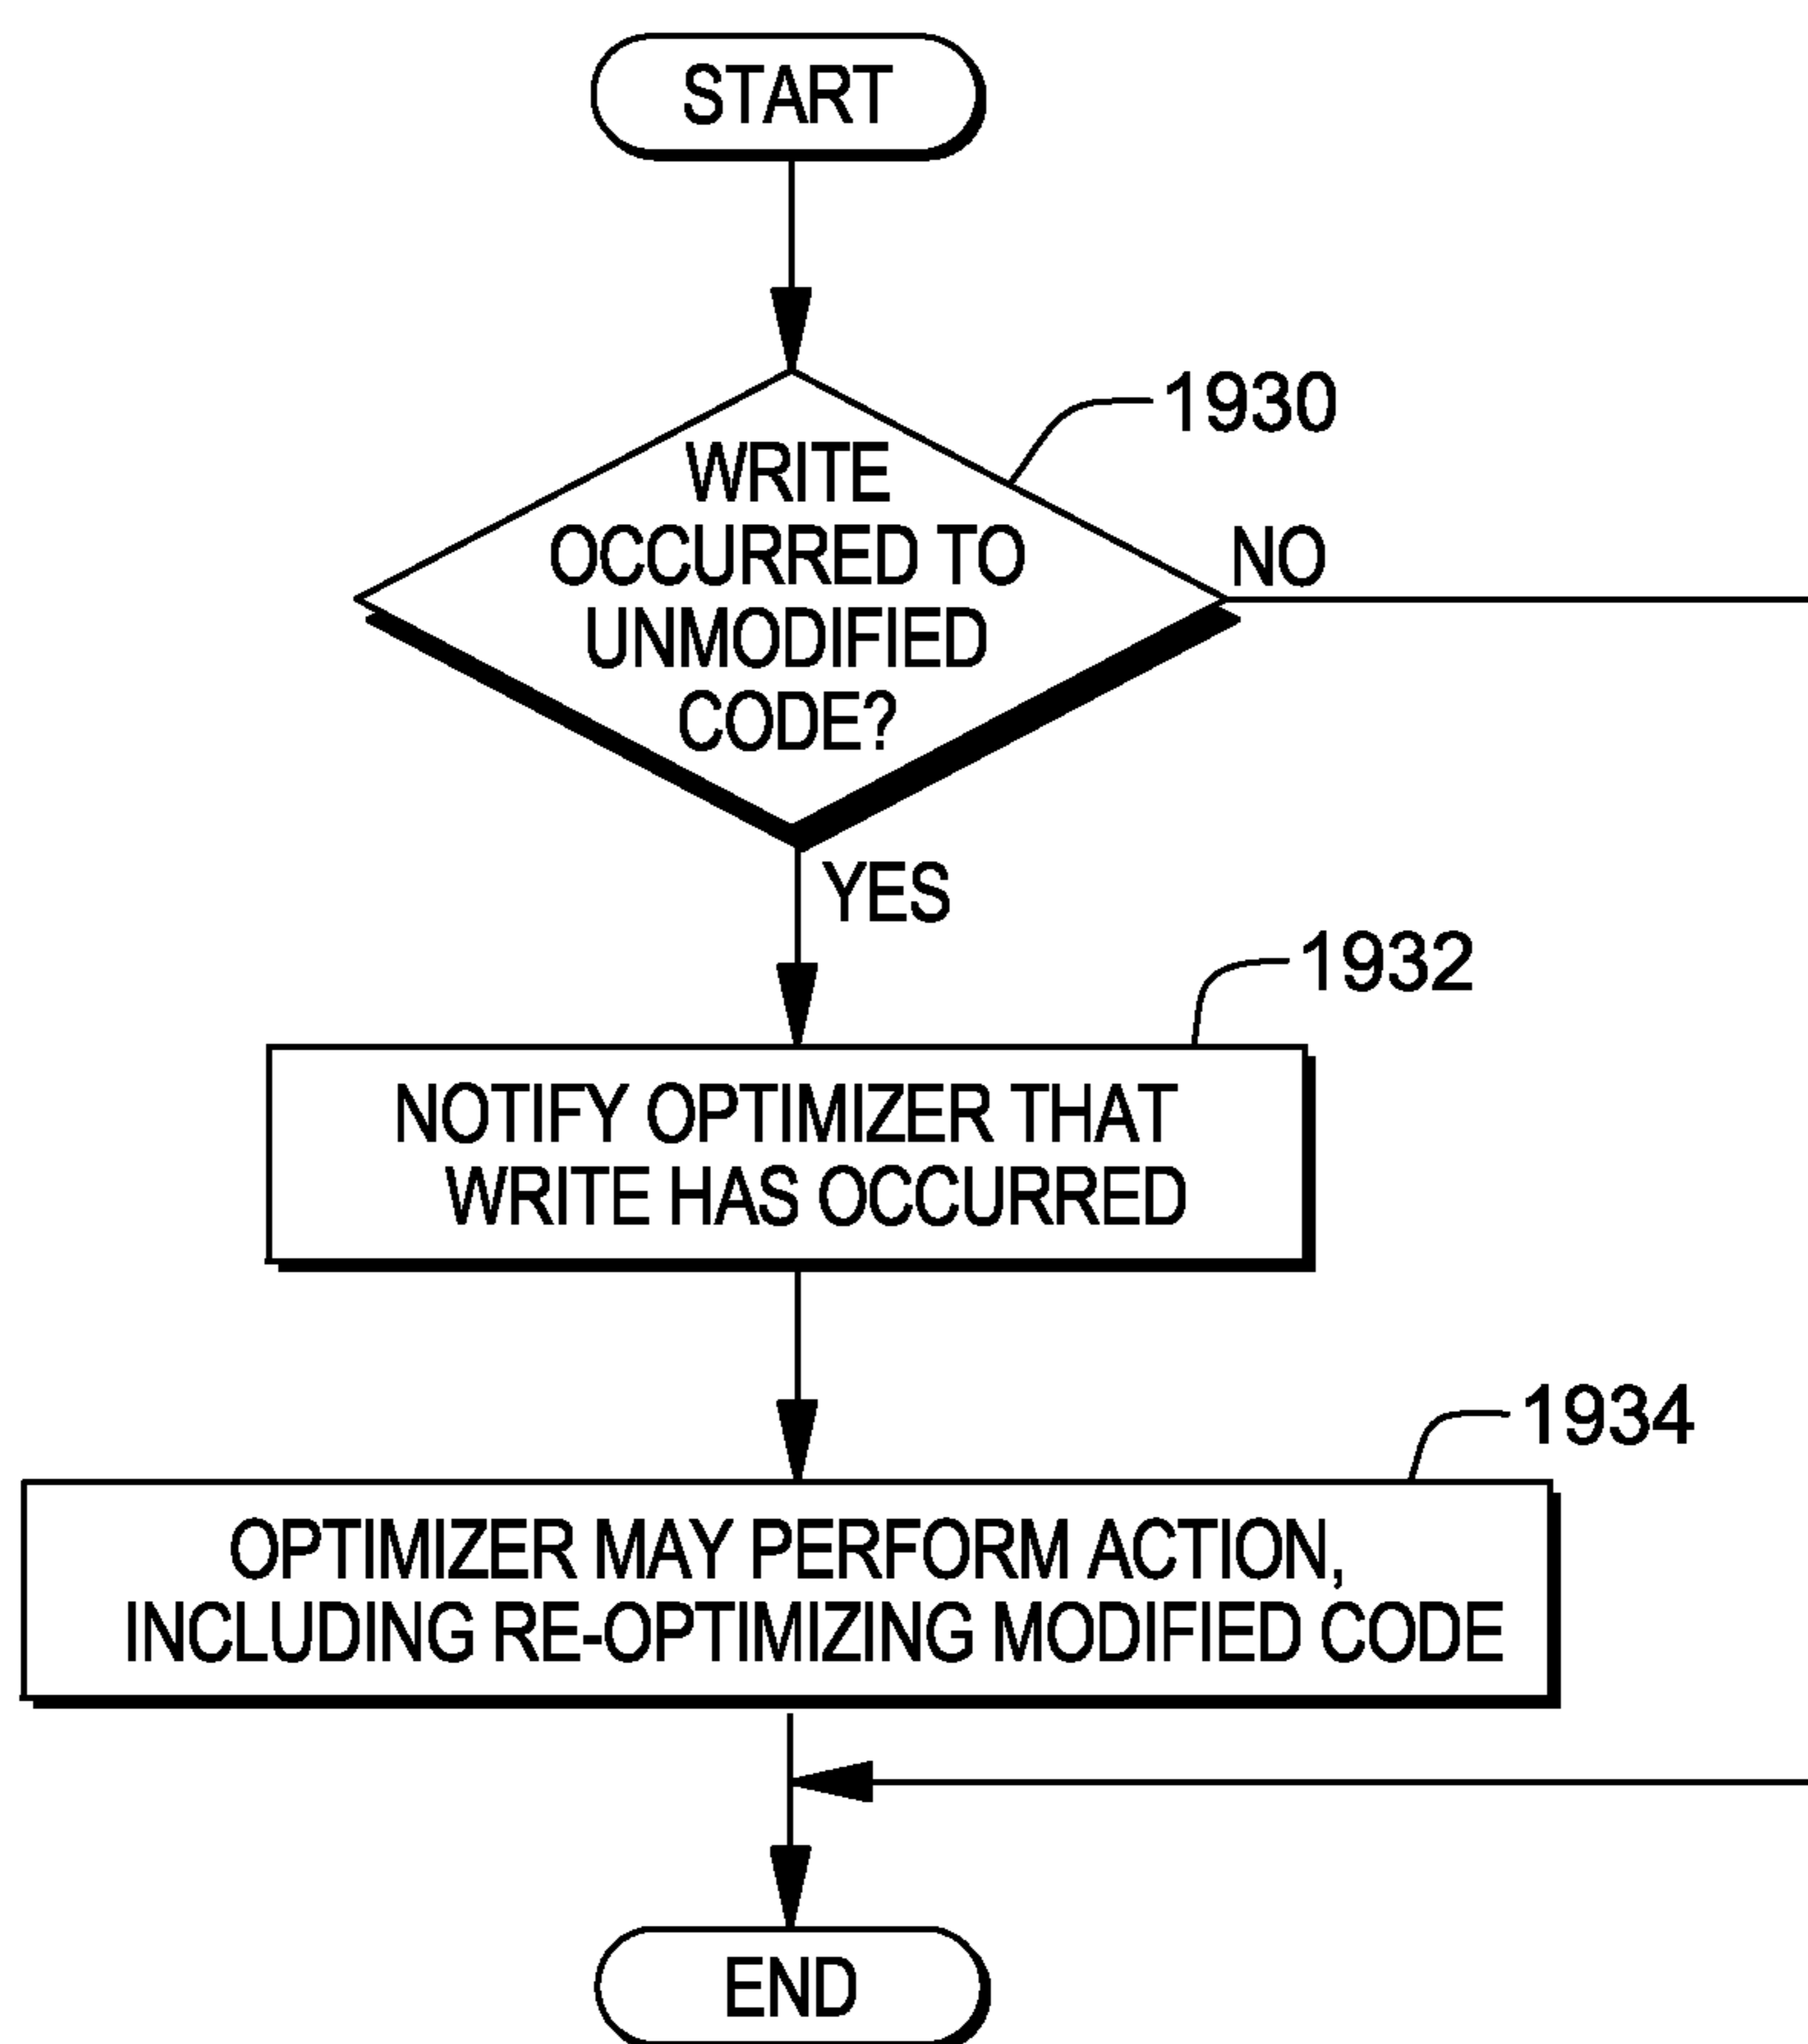 START
1930
WRITE
OCCURRED TO
UNMODIFIED
CODE?
NO
YES
1932
NOTIFY OPTIMIZER THAT
WRITE HAS OCCURRED
1934
OPTIMIZER MAY PERFORM ACTION,
INCLUDING RE-OPTIMIZING MODIFIED CODE
END